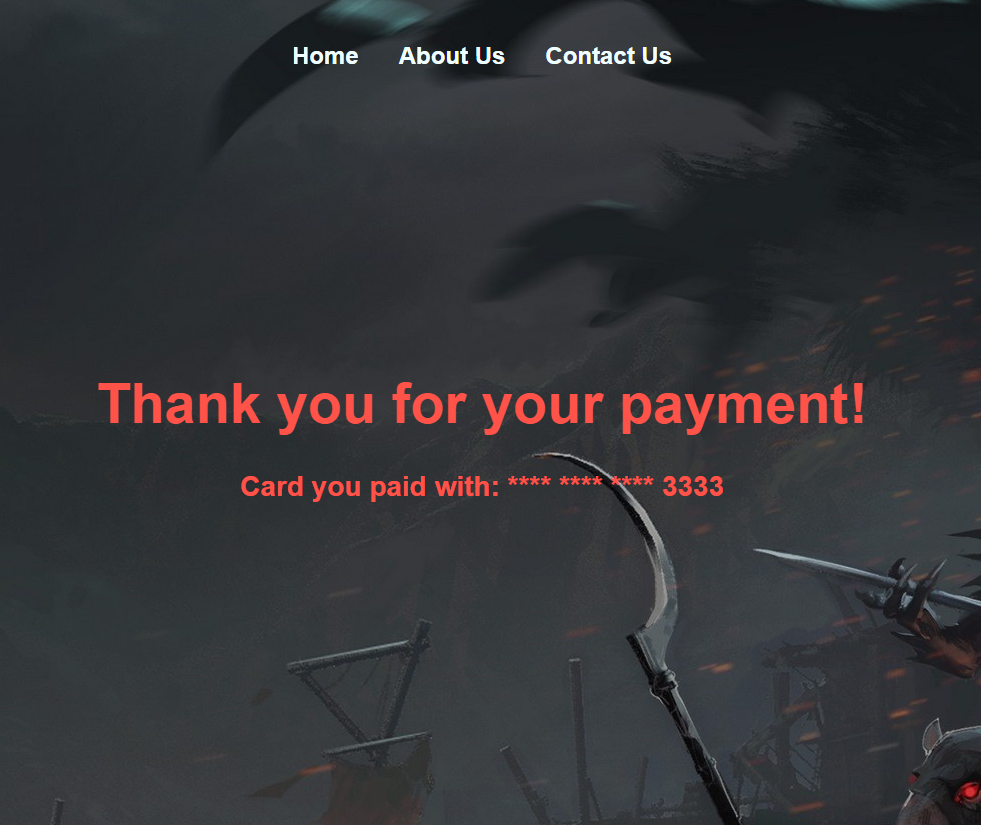 Home About Us Contact Us
Thank you for your payment!
Card you paid with: **** **** **** 3333